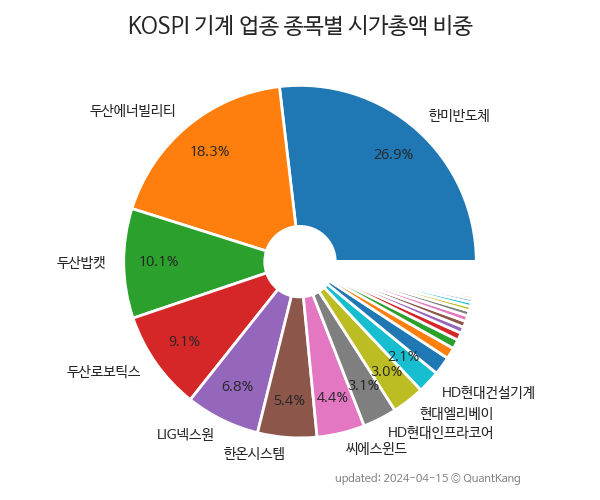 KOSPI 기계 업종 종목별 시가총액 비중
한미반도체
26.9%
두산에너빌리티
18.3%
두산밥캣
10.1%
두산로보틱스
9.1%
LIG넥스원
6.8%
한온시스템
5.4%
씨에스윈드
4.4%
HD현대인프라코어
3.1%
현대엘리베이
3.0%
HD현대건설기계
2.1%
updated: 2024-04-15 © QuantKang